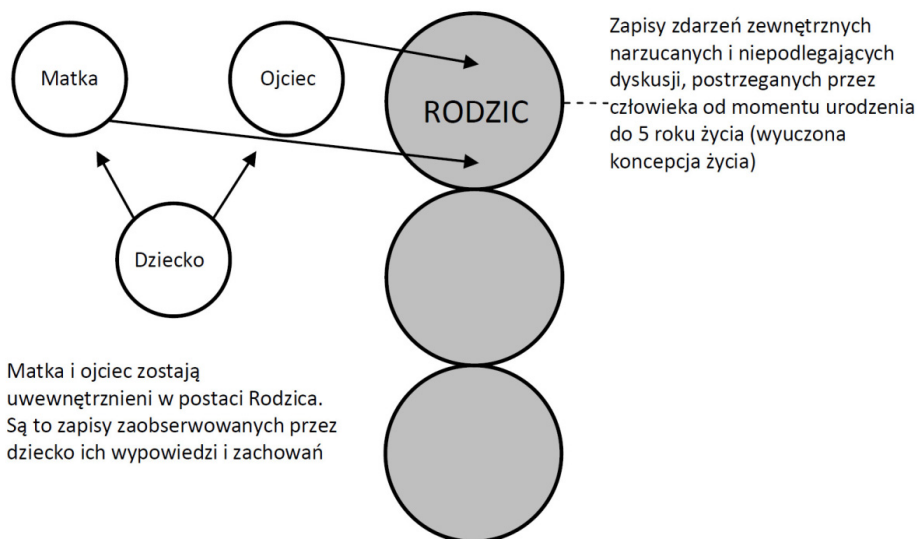 Matka
Ojciec
RODZIC
Dziecko
Zapisy zdarzeń zewnętrznych
narzucanych i niepodlegających
dyskusji, postrzeganych przez
człowieka od momentu urodzenia
do 5 roku życia (wyuczona
koncepcja życia)
Matka i ojciec zostają
uwewnętrznieni w postaci Rodzica.
Są to zapisy zaobserwowanych przez
dziecko ich wypowiedzi i zachowań